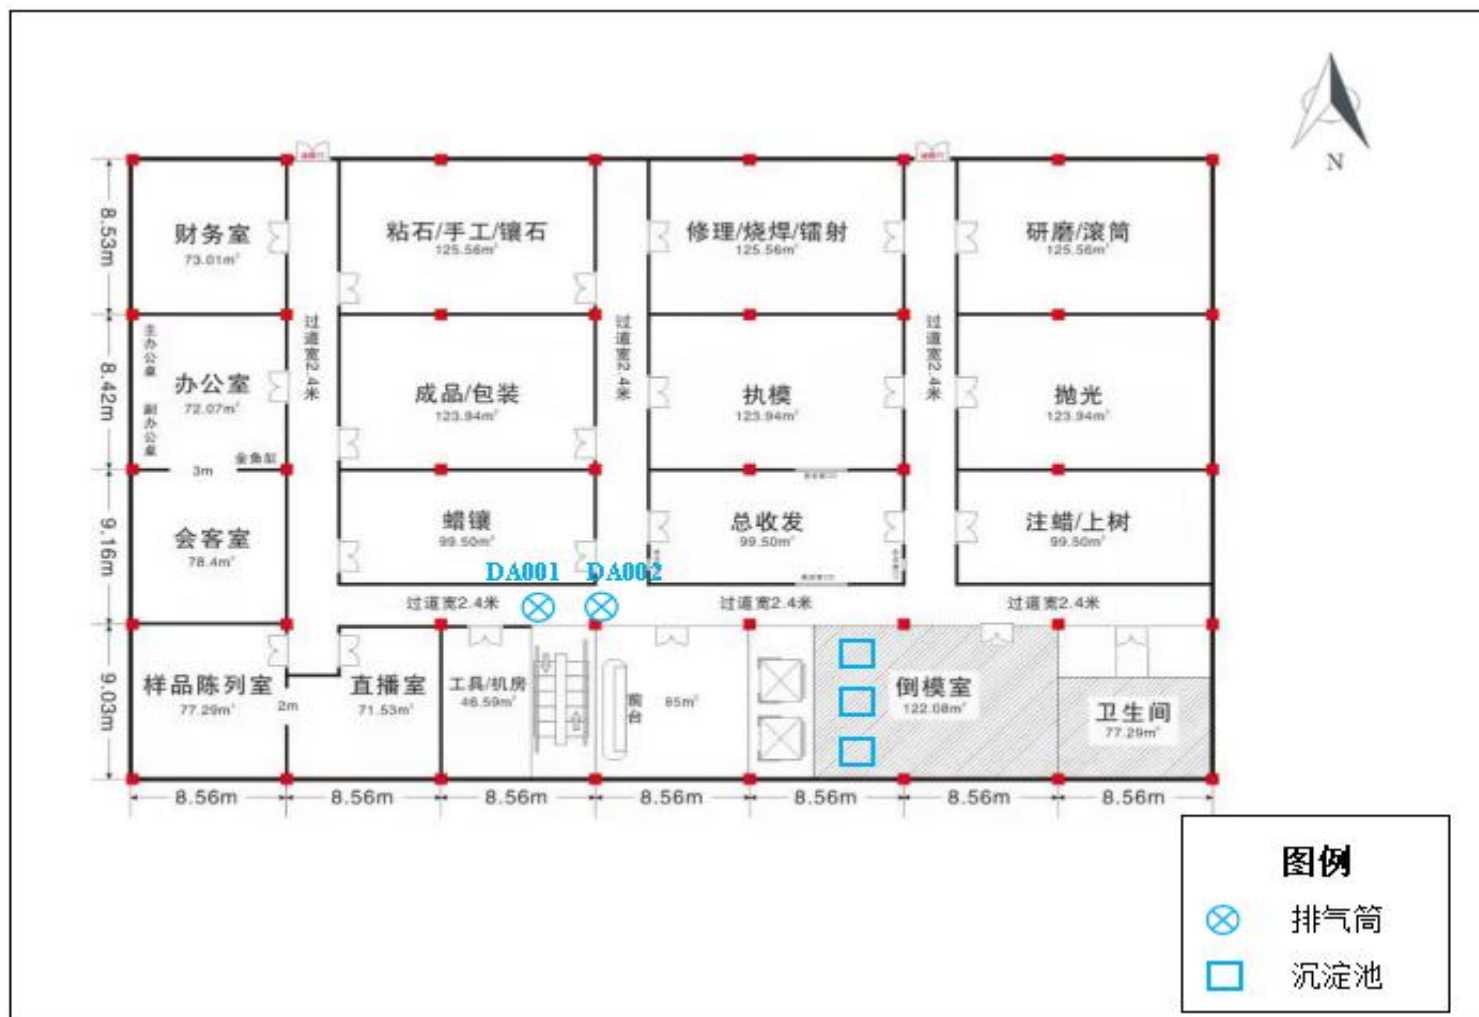 N
财务室
73.01m²
粘石/手工/镶石
125.56m²
修理/烧焊/镭射
125.56m²
研磨/滚筒
125.56m²
8.53m
过道宽2.4米
过道宽2.4米
过道宽2.4米
主办公桌
副办公桌
办公室
72.07m²
成品/包装
123.94m²
执模
123.94m²
抛光
123.94m²
8.42m
金鱼缸
3m
会客室
78.4m²
蜡镶
99.50m²
总收发
99.50m²
注蜡/上树
99.50m²
9.16m
DA001
DA002
过道宽2.4米
过道宽2.4米
过道宽2.4米
样品陈列室
77.29m²
2m
直播室
71.53m²
工具/机房
46.59m²
前台
85m²
倒模室
122.08m²
卫生间
77.29m²
9.03m
8.56m
8.56m
8.56m
8.56m
8.56m
8.56m
8.56m
图例
排气筒
沉淀池